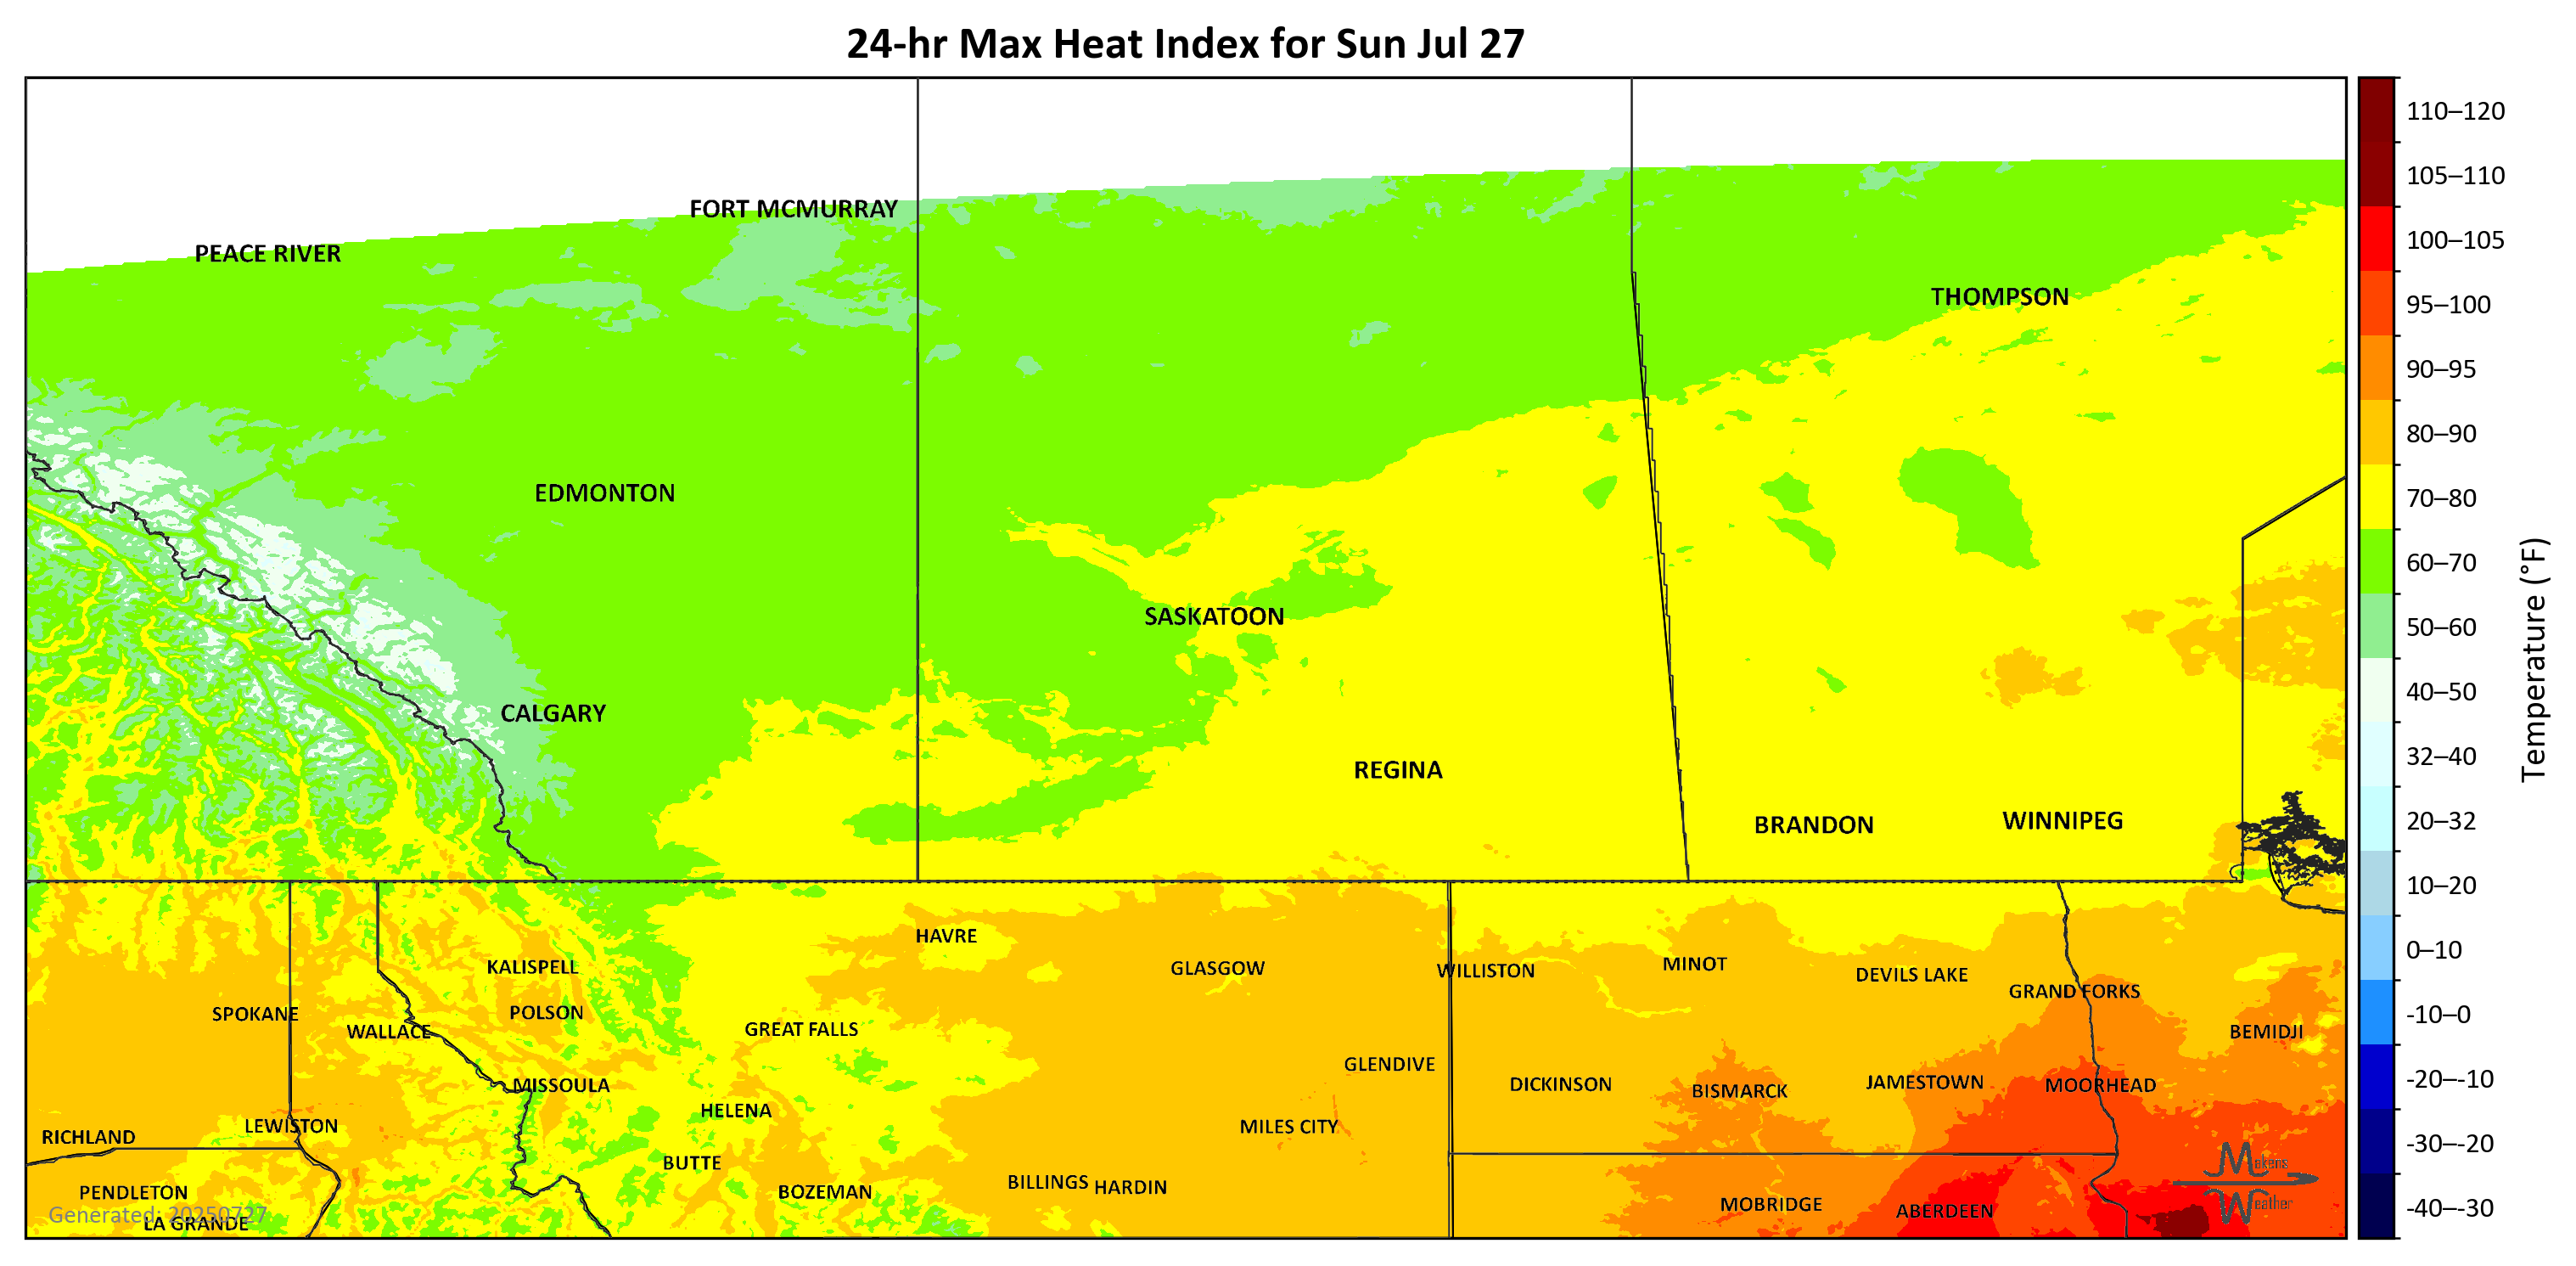 24-hr Max Heat Index for Sun Jul 27
FORT MCMURRAY
PEACE RIVER
THOMPSON
EDMONTON
SASKATOON
CALGARY
REGINA
BRANDON
WINNIPEG
HAVRE
KALISPELL
GLASGOW
WILLISTON
MINOT
DEVILS LAKE
GRAND FORKS
SPOKANE
POLSON
WALLACE
GREAT FALLS
BEMIDJI
GLENDIVE
MISSOULA
DICKINSON
BISMARCK
JAMESTOWN
MOORHEAD
HELENA
LEWISTON
MILES CITY
RICHLAND
BUTTE
BILLINGS
HARDIN
PENDLETON
BOZEMAN
MOBRIDGE
ABERDEEN
LA GRANDE
Generated: 20250727
Makens
Weather
110–120
105–110
100–105
95–100
90–95
80–90
70–80
60–70
50–60
40–50
32–40
20–32
10–20
0–10
-10–0
-20–-10
-30–-20
-40–-30
Temperature (°F)